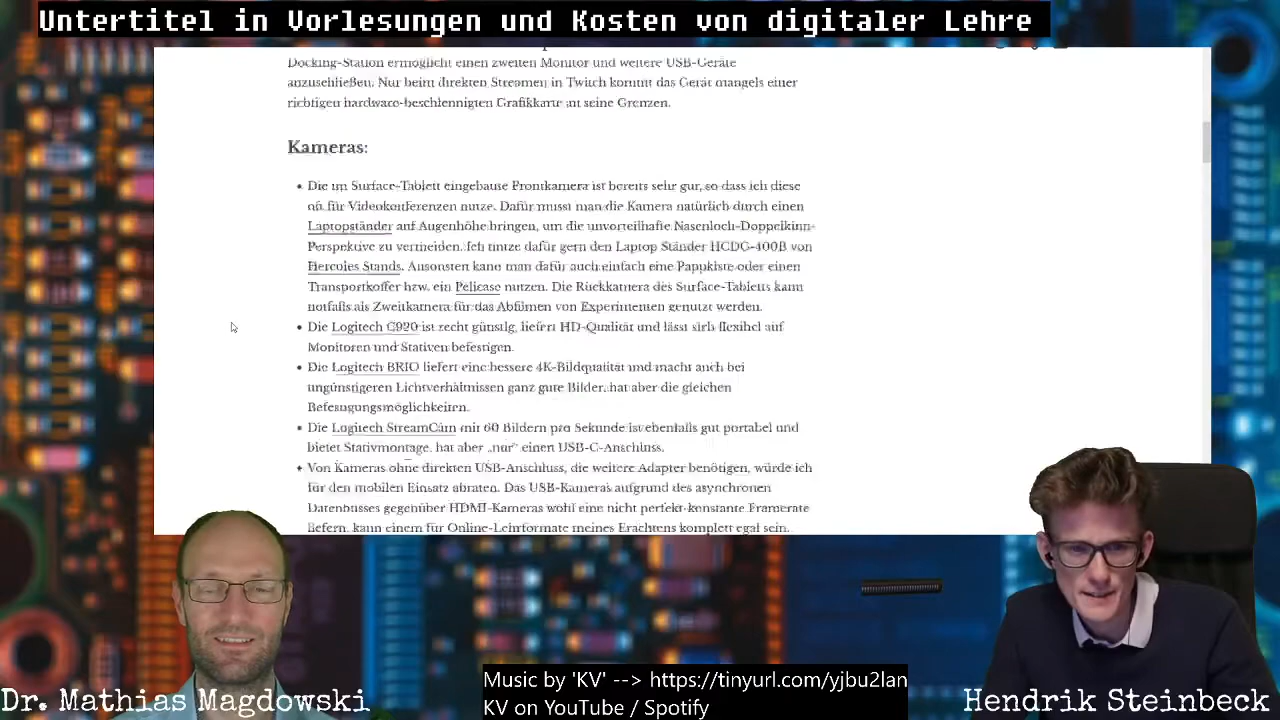 Untertitel in Vorlesungen und Kosten von digitaler Lehre
Docking-Station ermöglicht einen zweiten Monitor und weitere USB-Geräte
anzuschließen. Nur beim direkten Streamen in Twitch kommt das Gerät mangels einer
richtigen hardware-beschleunigten Grafikkarte an seine Grenzen.
Kameras:
• Die im Surface-Tablett eingebaute Frontkamera ist bereits sehr gut, so dass ich diese
oft für Videokonferenzen nutze. Dafür muss man die Kamera natürlich durch einen
Laptopständer auf Augenhöhe bringen, um die unvorteilhafte Nasenloch-Doppelkinn-
Perspektive zu vermeiden. Ich nutze dafür gern den Laptop Ständer HCDG-400B von
Hercules Stands. Ansonsten kann man dafür auch einfach eine Pappkiste oder einen
Transportkoffer bzw. ein Pelicase nutzen. Die Rückkamera des Surface-Tabletts kann
notfalls als Zweitkamera für das Abfilmen von Experimenten genutzt werden.
• Die Logitech C920 ist recht günstig, liefert HD-Qualität und lässt sich flexibel auf
Monitoren und Stativen befestigen.
• Die Logitech BRIO liefert eine bessere 4K-Bildqualität und macht auch bei
ungünstigeren Lichtverhältnissen ganz gute Bilder, hat aber die gleichen
Befestigungsmöglichkeiten.
• Die Logitech StreamCam mit 60 Bildern pro Sekunde ist ebenfalls gut portabel und
bietet Stativmontage, hat aber „nur“ einen USB-C-Anschluss.
• Von Kameras ohne direkten USB-Anschluss, die weitere Adapter benötigen, würde ich
für den mobilen Einsatz abraten. Das USB-Kameras aufgrund des asynchronen
Datenbusses gegenüber HDMI-Kameras wohl eine nicht perfekt-konstante Framerate
liefern, kann einem für Online-Lehrformate meines Erachtens komplett egal sein.
Music by 'KV' --> https://tinyurl.com/yjbu2lan
KV on YouTube / Spotify
Dr. Mathias Magdowski
Hendrik Steinbeck